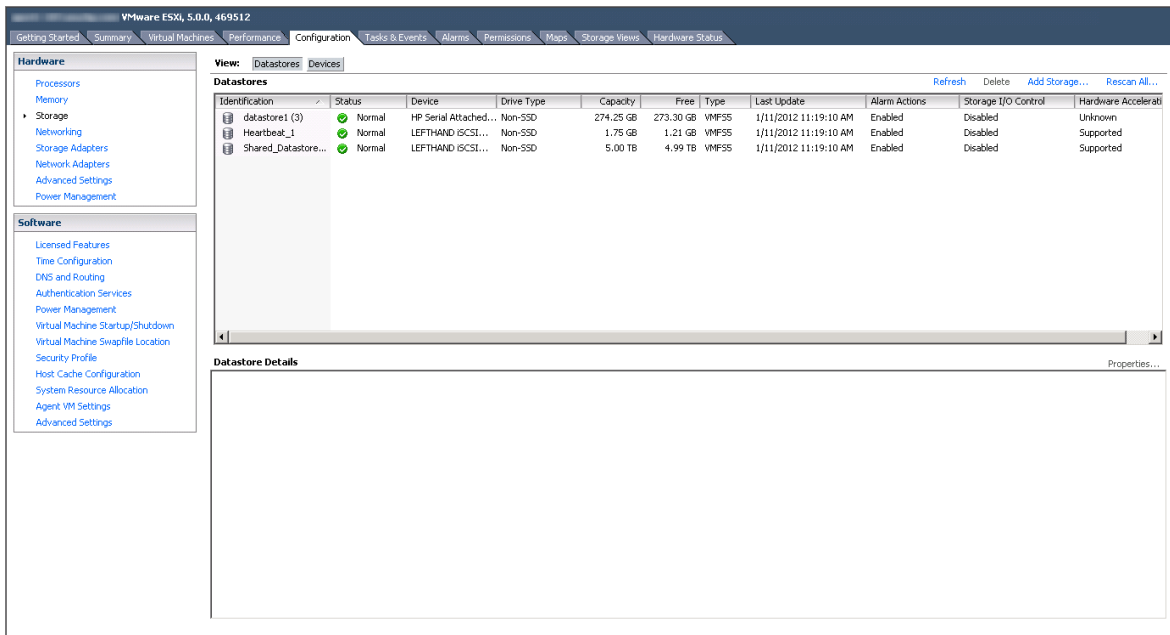 VMware ESXi, 5.0.0, 469512
Getting Started Summary Virtual Machines Performance Configuration Tasks & Events Alarms Permissions Maps Storage Views Hardware Status
Hardware
Processors
Memory
Storage
Networking
Storage Adapters
Network Adapters
Advanced Settings
Power Management
Software
Licensed Features
Time Configuration
DNS and Routing
Authentication Services
Power Management
Virtual Machine Startup/Shutdown
Virtual Machine Swapfile Location
Security Profile
Host Cache Configuration
System Resource Allocation
Agent VM Settings
Advanced Settings
View: Datastores Devices
Datastores
Refresh Delete Add Storage... Rescan All...
Identification Status Device Drive Type Capacity Free Type Last Update Alarm Actions Storage I/O Control Hardware Accelerati
datastore1 (3) Normal HP Serial Attached... Non-SSD 274.25 GB 273.30 GB VMFS5 1/11/2012 11:19:10 AM Enabled Disabled Unknown
Heartbeat_1 Normal LEFTHAND iSCSI... Non-SSD 1.75 GB 1.21 GB VMFS5 1/11/2012 11:19:10 AM Enabled Disabled Supported
Shared_Datastore... Normal LEFTHAND iSCSI... Non-SSD 5.00 TB 4.99 TB VMFS5 1/11/2012 11:19:10 AM Enabled Disabled Supported
Datastore Details
Properties...